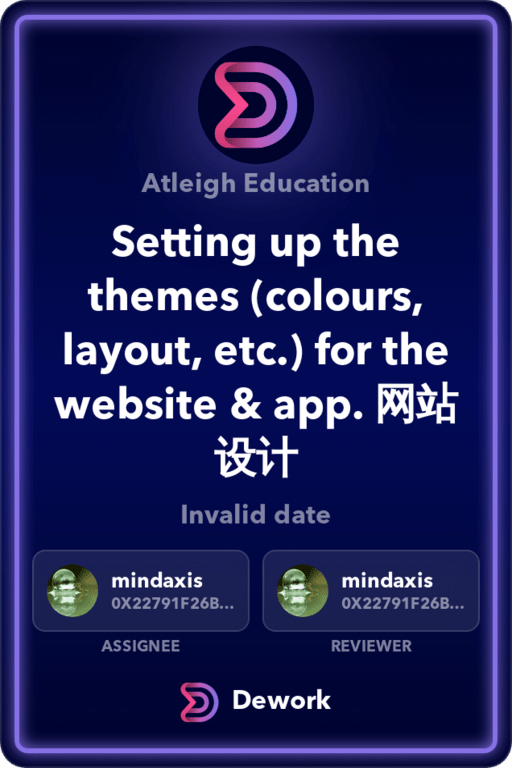 Atleigh Education
Setting up the
themes (colours,
layout, etc.) for the
website & app. 网站
设计
Invalid date
mindaxis
0X22791F26B...
ASSIGNEE
mindaxis
0X22791F26B...
REVIEWER
Dework